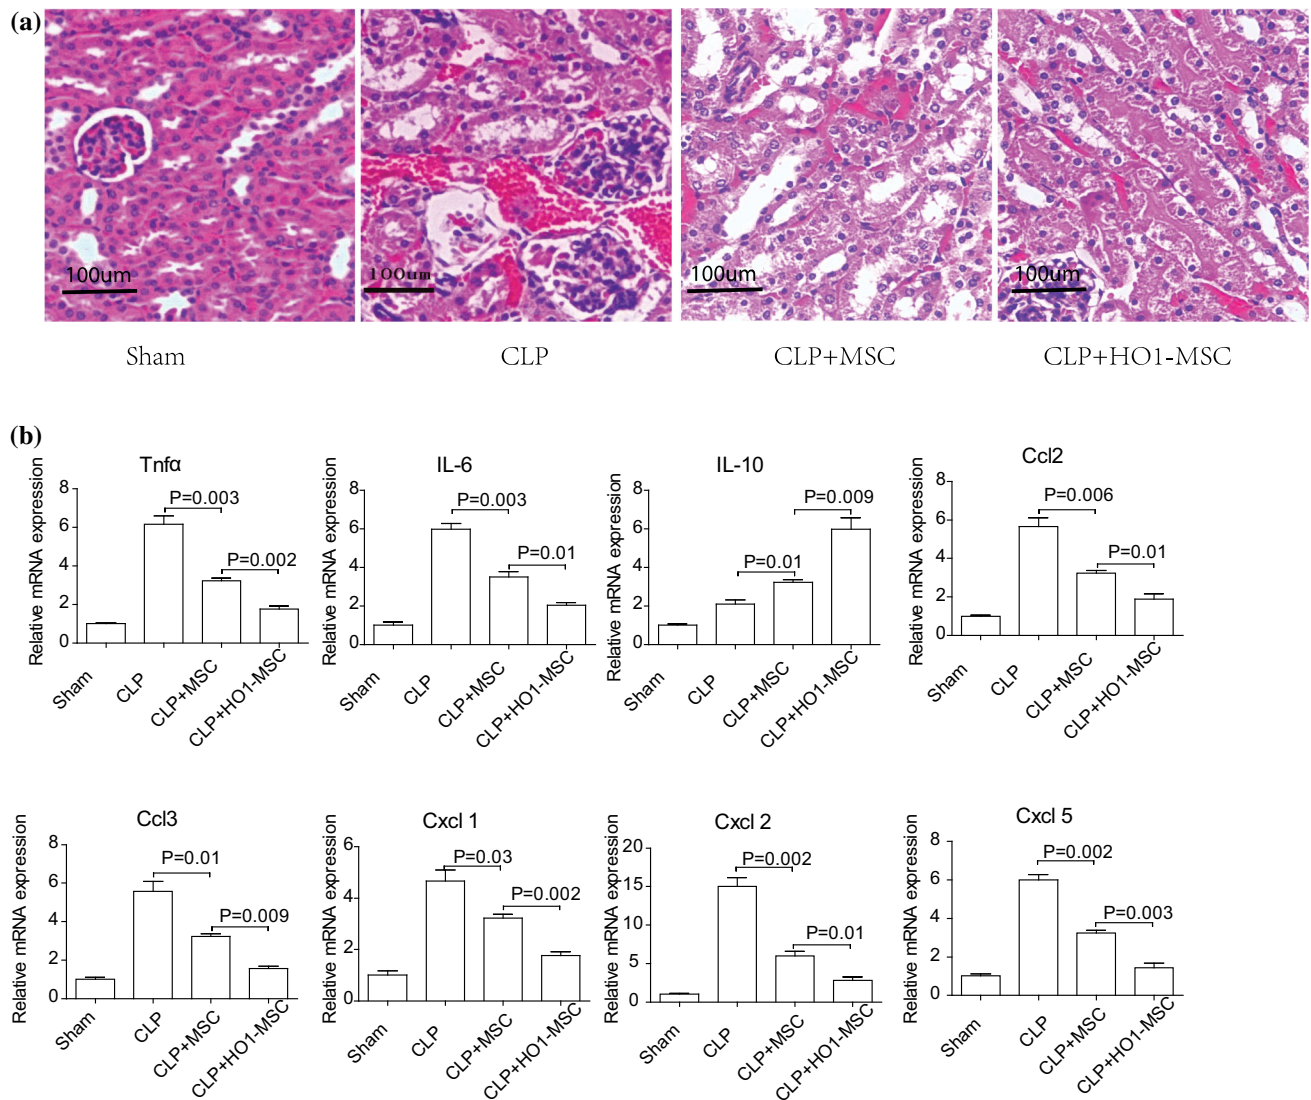 (a)
100um
100um
100um
100um
Sham
CLP
CLP+MSC
CLP+HO1-MSC
(b)
Tnfα
Relative mRNA expression
8
6
4
2
0
P=0.003
P=0.002
Sham
CLP
CLP+MSC
CLP+HO1-MSC
IL-6
Relative mRNA expression
8
6
4
2
0
P=0.003
P=0.01
Sham
CLP
CLP+MSC
CLP+HO1-MSC
IL-10
Relative mRNA expression
8
6
4
2
0
P=0.01
P=0.009
Sham
CLP
CLP+MSC
CLP+HO1-MSC
Ccl2
Relative mRNA expression
8
6
4
2
0
P=0.006
P=0.01
Sham
CLP
CLP+MSC
CLP+HO1-MSC
Ccl3
Relative mRNA expression
8
6
4
2
0
P=0.01
P=0.009
Sham
CLP
CLP+MSC
CLP+HO1-MSC
Cxcl 1
Relative mRNA expression
6
4
2
0
P=0.03
P=0.002
Sham
CLP
CLP+MSC
CLP+HO1-MSC
Cxcl 2
Relative mRNA expression
20
15
10
5
0
P=0.002
P=0.01
Sham
CLP
CLP+MSC
CLP+HO1-MSC
Cxcl 5
Relative mRNA expression
8
6
4
2
0
P=0.002
P=0.003
Sham
CLP
CLP+MSC
CLP+HO1-MSC